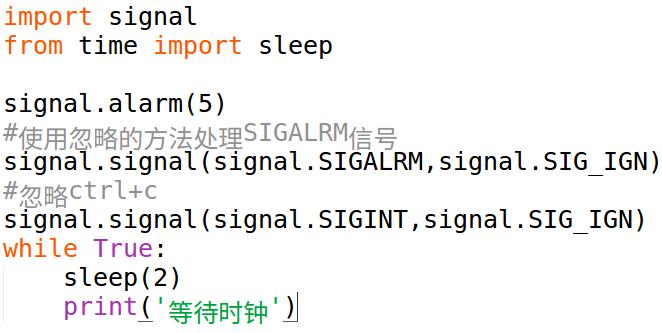 import signal
from time import sleep
signal.alarm(5)
#使用忽略的方法处理SIGALRM信号
signal.signal(signal.SIGALRM,signal.SIG_IGN)
#忽略ctrl+c
signal.signal(signal.SIGINT,signal.SIG_IGN)
while True:
    sleep(2)
    print('等待时钟')